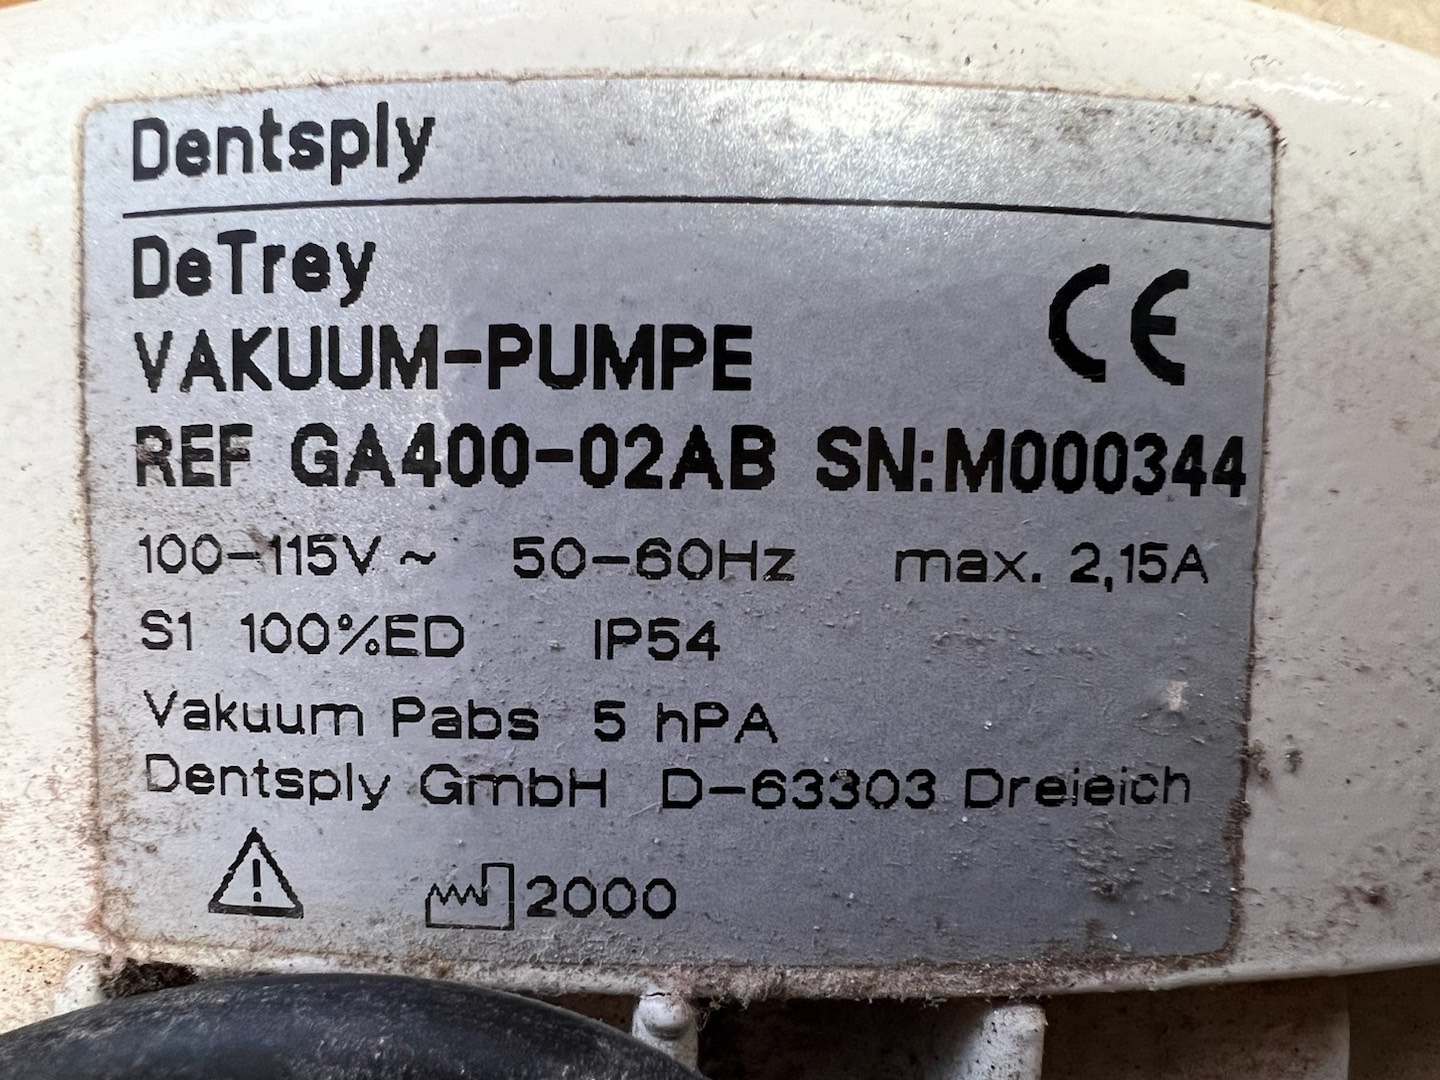 Dentsply
DeTrey
VAKUUM-PUMPE
REF GA400-02AB SN:M000344
100-115V~ 50-60Hz max. 2,15A
S1 100%ED IP54
Vakuum Pabs 5 hPA
Dentsply GmbH D-63303 Dreieich
2000
CE